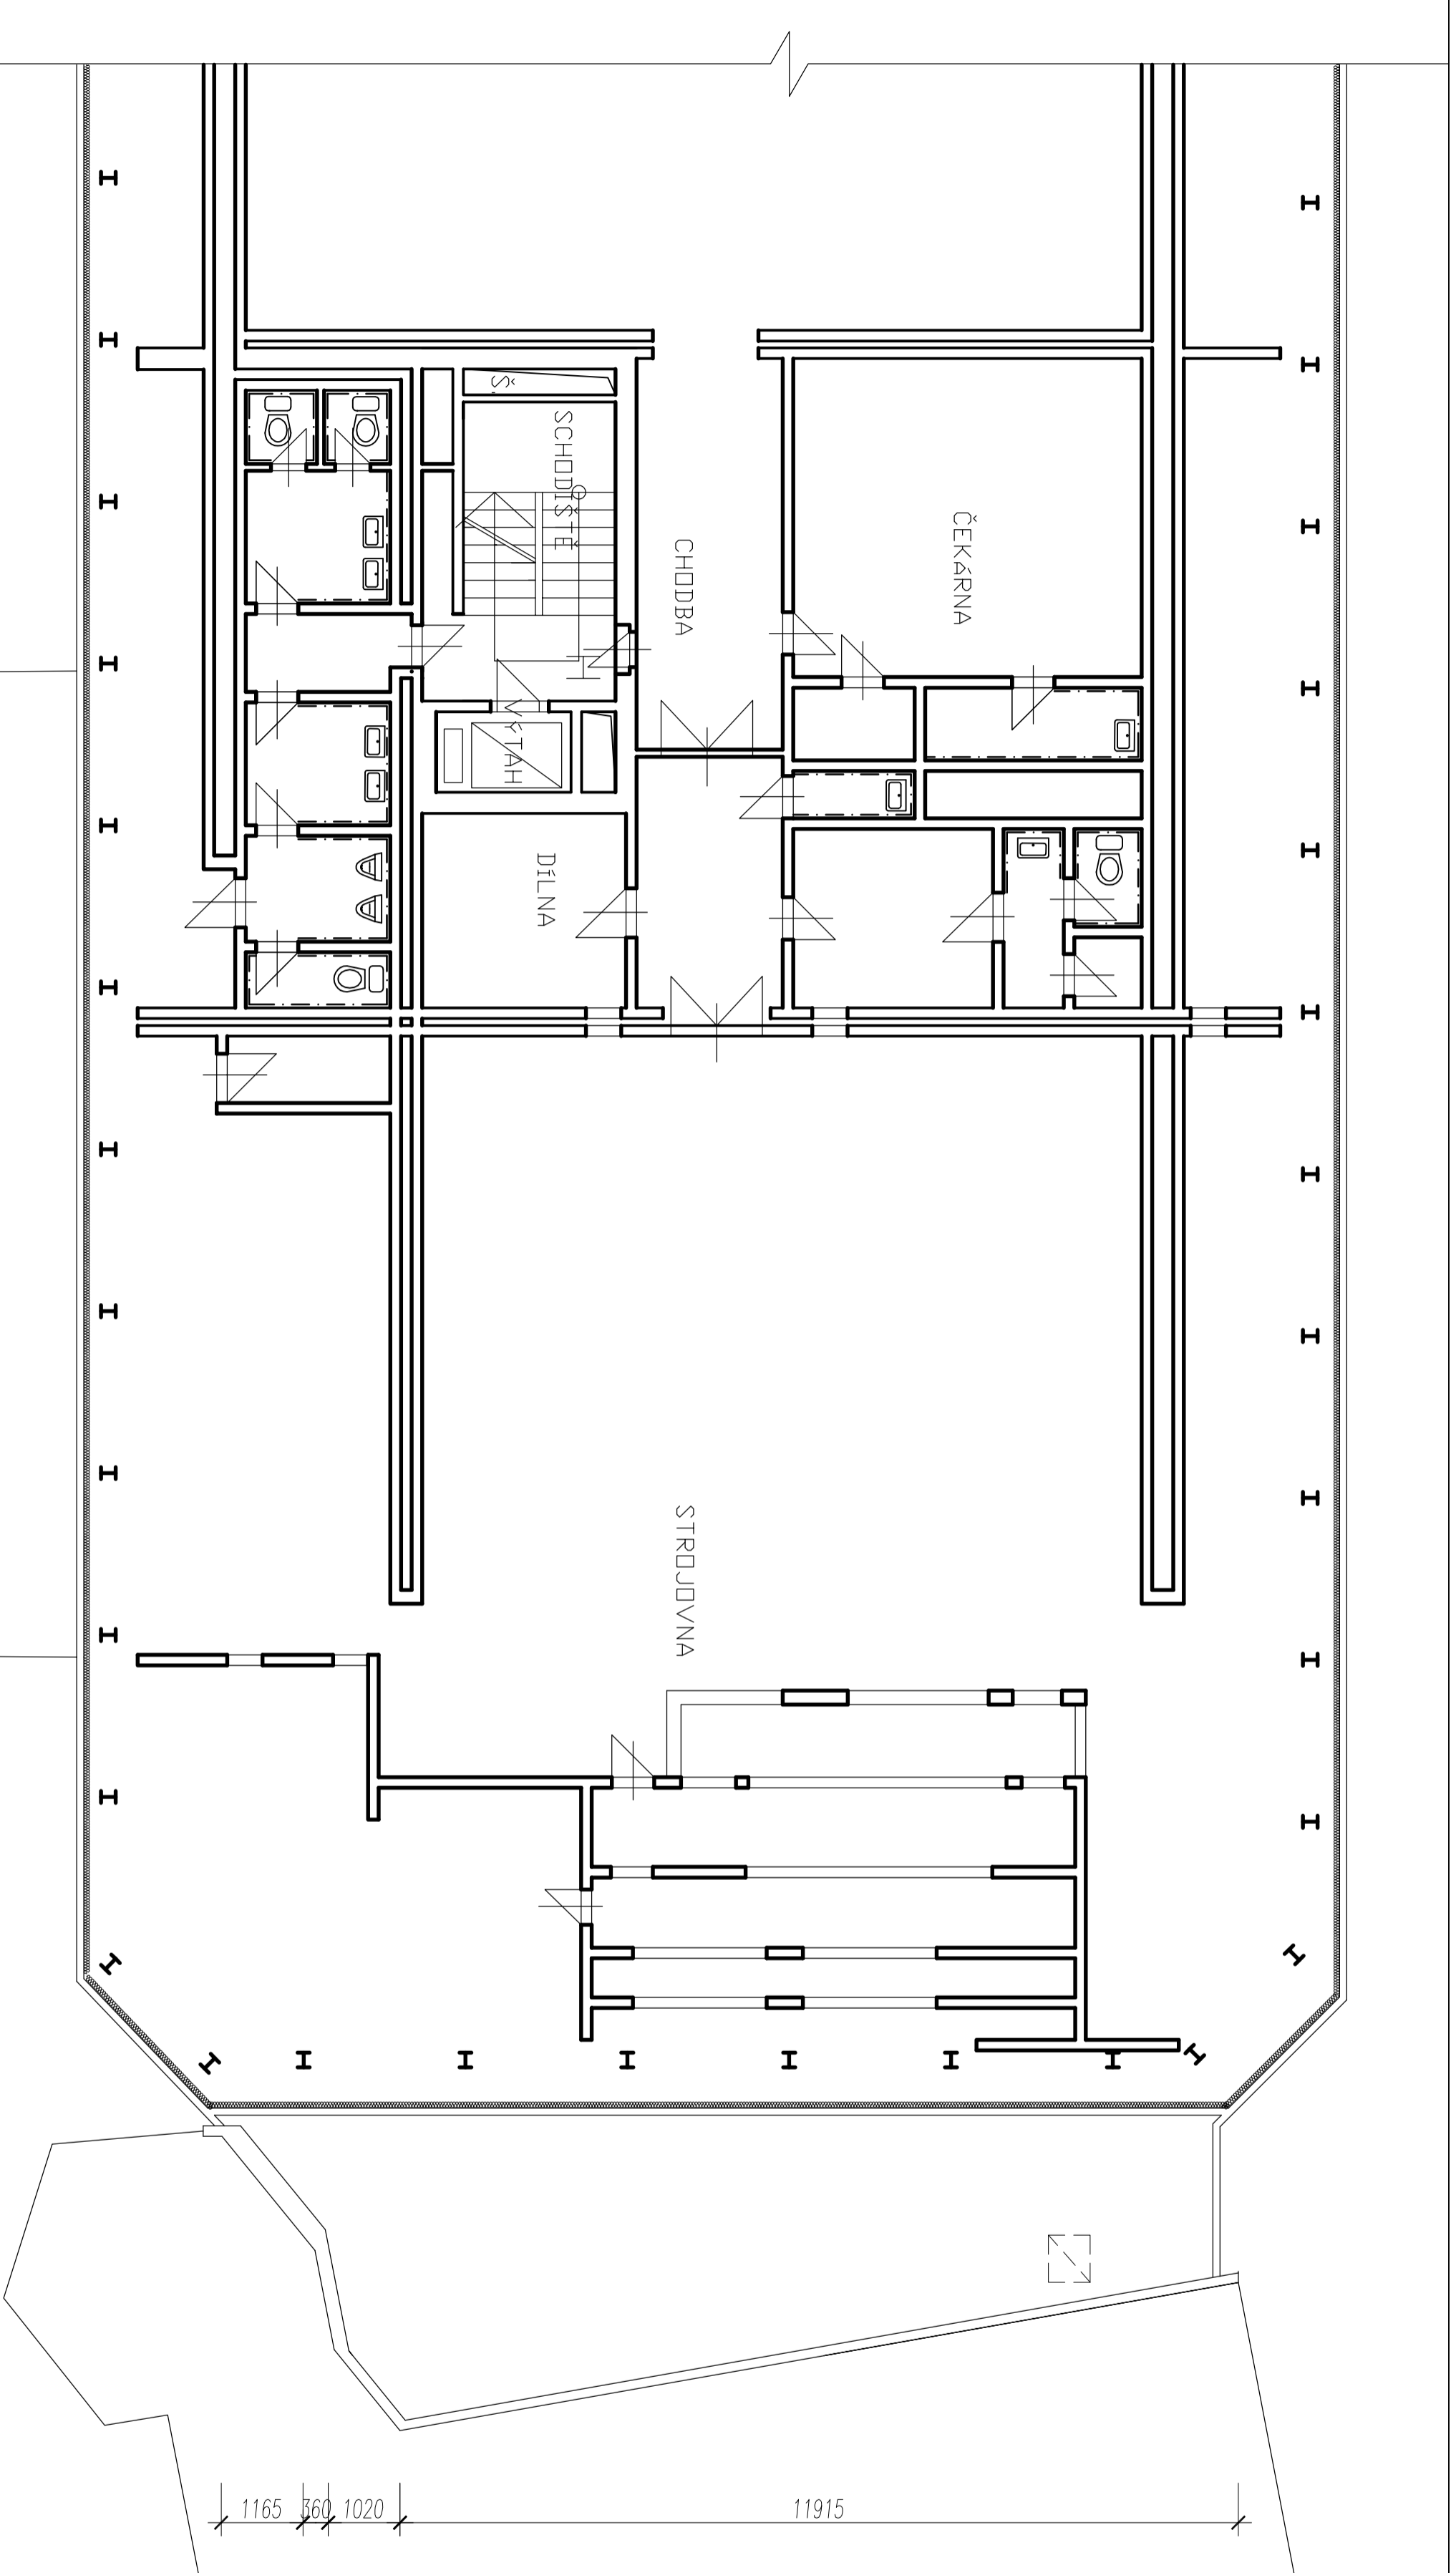 Š.
SCHODIŠTĚ
CHODBA
ČEKÁRNA
VÝTAH
DÍLNA
STROJOVNA
1165
360
1020
11915